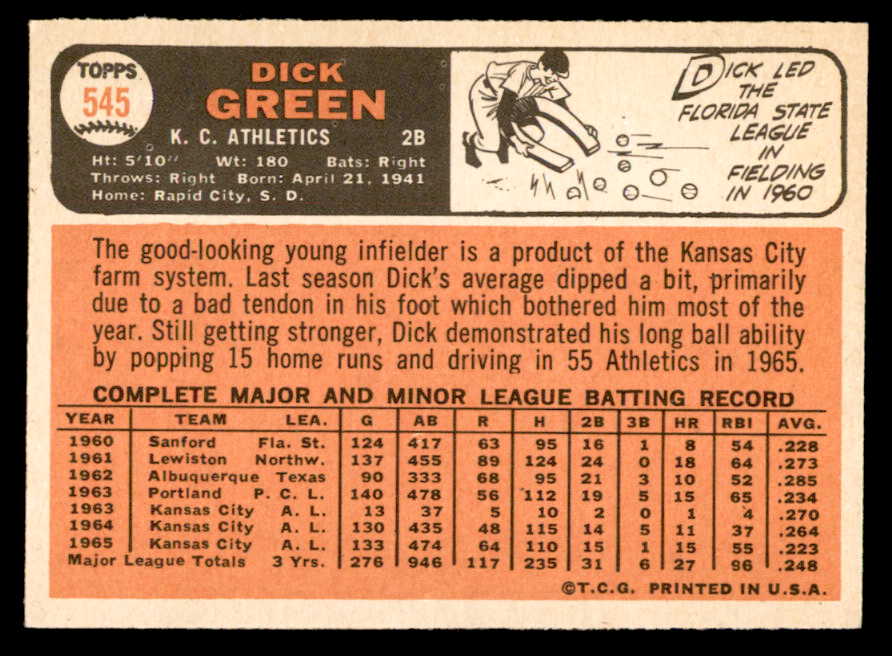 TOPPS
545
DICK
GREEN
K. C. ATHLETICS 2B
Ht: 5'10" Wt: 180 Bats: Right
Throws: Right Born: April 21, 1941
Home: Rapid City, S. D.
DICK LED
THE
FLORIDA STATE
LEAGUE
IN
FIELDING
IN 1960
The good-looking young infielder is a product of the Kansas City
farm system. Last season Dick's average dipped a bit, primarily
due to a bad tendon in his foot which bothered him most of the
year. Still getting stronger, Dick demonstrated his long ball ability
by popping 15 home runs and driving in 55 Athletics in 1965.
COMPLETE MAJOR AND MINOR LEAGUE BATTING RECORD
YEAR TEAM LEA. G AB R H 2B 3B HR RBI AVG.
1960 Sanford Fla. St. 124 417 63 95 16 1 8 54 .228
1961 Lewiston Northw. 137 455 89 124 24 0 18 64 .273
1962 Albuquerque Texas 90 333 68 95 21 3 10 52 .285
1963 Portland P. C. L. 140 478 56 112 19 5 15 65 .234
1963 Kansas City A. L. 13 37 5 10 2 0 1 4 .270
1964 Kansas City A. L. 130 435 48 115 14 5 11 37 .264
1965 Kansas City A. L. 133 474 64 110 15 1 15 55 .223
Major League Totals 3 Yrs. 276 946 117 235 31 6 27 96 .248
©T.C.G. PRINTED IN U.S.A.